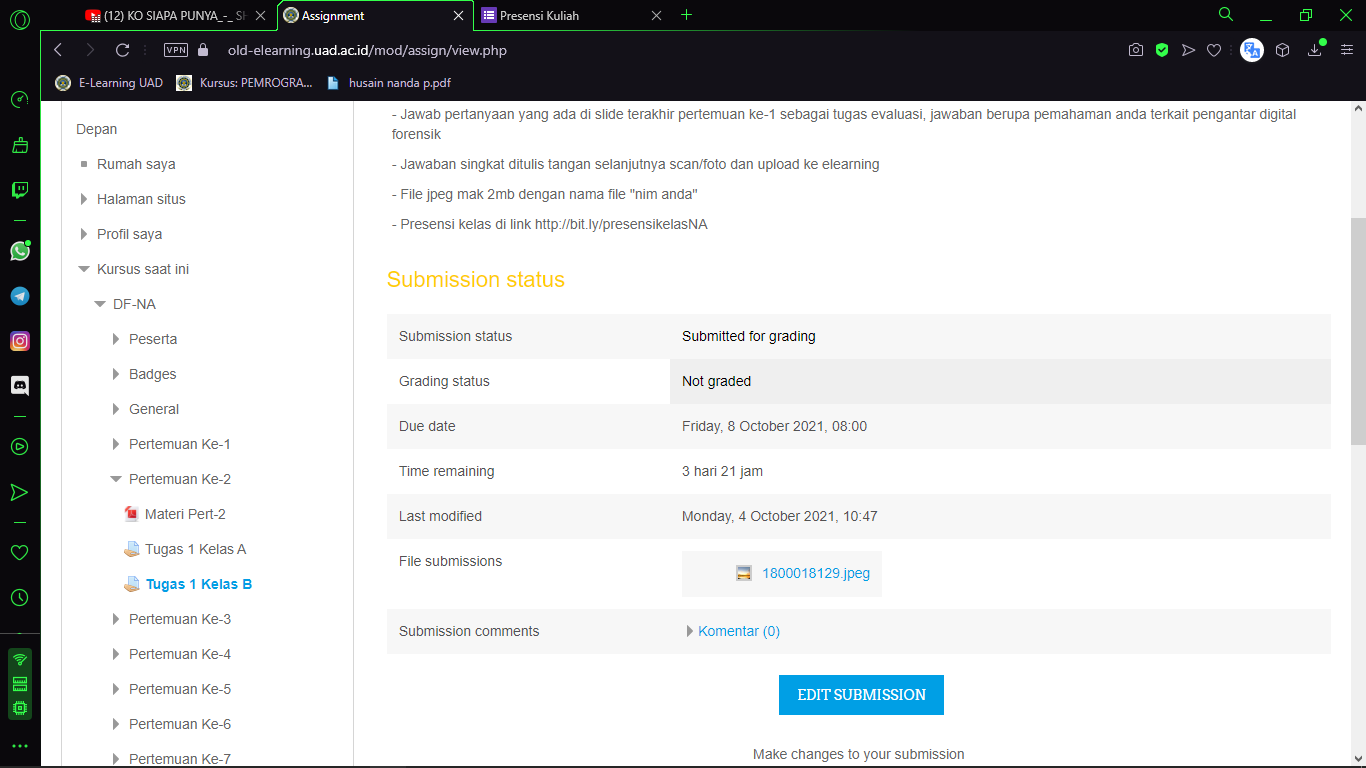 (12) KO SIAPA PUNYA_-_ SH
Assignment
Presensi Kuliah
VPN
old-elearning.uad.ac.id/mod/assign/view.php
E-Learning UAD
Kursus: PEMROGRA...
husain nanda p.pdf
Depan
Rumah saya
Halaman situs
Profil saya
Kursus saat ini
DF-NA
Peserta
Badges
General
Pertemuan Ke-1
Pertemuan Ke-2
Materi Pert-2
Tugas 1 Kelas A
Tugas 1 Kelas B
Pertemuan Ke-3
Pertemuan Ke-4
Pertemuan Ke-5
Pertemuan Ke-6
Pertemuan Ke-7
- Jawab pertanyaan yang ada di slide terakhir pertemuan ke-1 sebagai tugas evaluasi, jawaban berupa pemahaman anda terkait pengantar digital
forensik
- Jawaban singkat ditulis tangan selanjutnya scan/foto dan upload ke elearning
- File jpeg mak 2mb dengan nama file "nim anda"
- Presensi kelas di link http://bit.ly/presensikelasNA
Submission status
Submission status Submitted for grading
Grading status Not graded
Due date Friday, 8 October 2021, 08:00
Time remaining 3 hari 21 jam
Last modified Monday, 4 October 2021, 10:47
File submissions 1800018129.jpeg
Submission comments Komentar (0)
EDIT SUBMISSION
Make changes to your submission